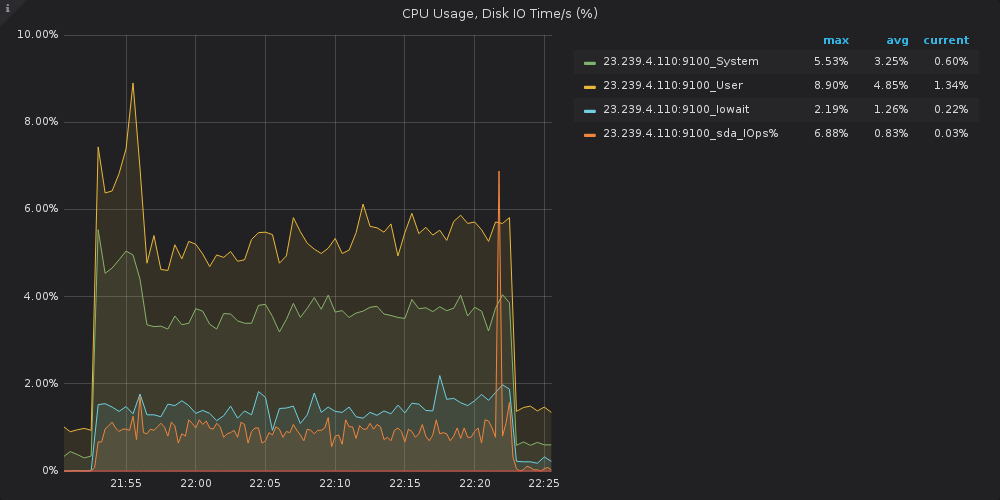 i
CPU Usage, Disk IO Time/s (%)
10.00%
8.00%
6.00%
4.00%
2.00%
0%
21:55 22:00 22:05 22:10 22:15 22:20 22:25
max avg current
23.239.4.110:9100_System 5.53% 3.25% 0.60%
23.239.4.110:9100_User 8.90% 4.85% 1.34%
23.239.4.110:9100_Iowait 2.19% 1.26% 0.22%
23.239.4.110:9100_sda_IOps% 6.88% 0.83% 0.03%